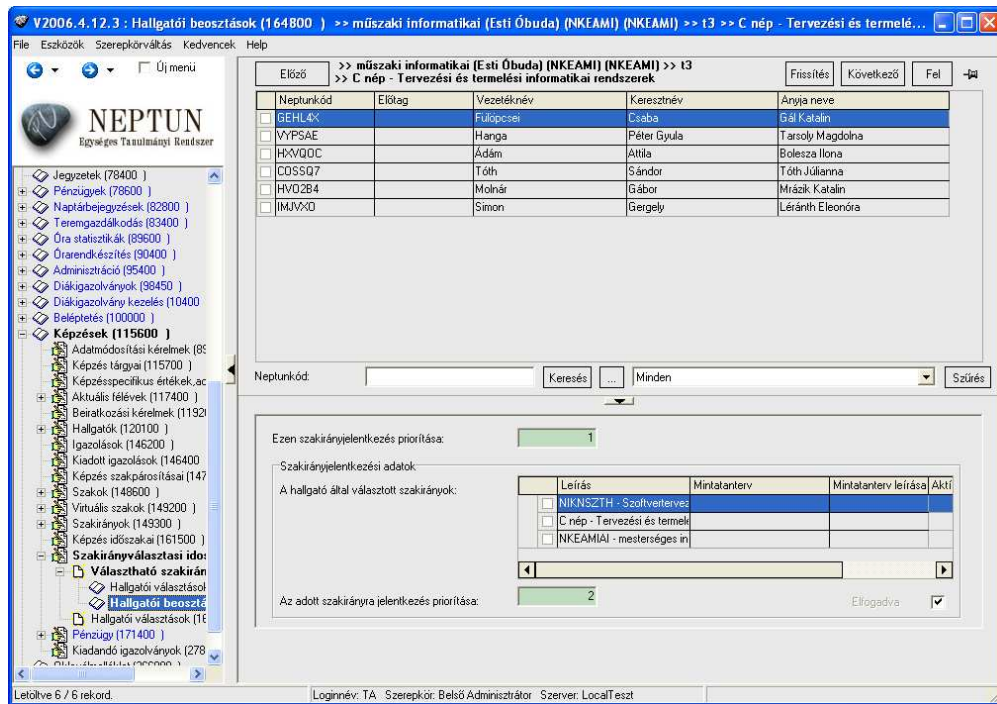 V2006.4.12.3 : Hallgatói beosztások (164800 ) >> műszaki informatikai (Esti Óbuda) (NKEAMI) (NKEAMI) >> t3 >> C nép - Tervezési és termelé...
File Eszközök Szerepkörváltás Kedvencek Help
Új menü
NEPTUN
Egységes Tanulmányi Rendszer
Jegyzetek (78400 )
Pénzügyek (78600 )
Naptárbejegyzések (82800 )
Teremgazdálkodás (83400 )
Óra statisztikák (89600 )
Órarendkészítés (90400 )
Adminisztráció (95400 )
Diákigazolványok (98450 )
Diákigazolvány kezelés (10400
Beléptetés (100000 )
Képzések (115600 )
Adatmódosítási kérelmek (89
Képzés tárgyai (115700 )
Képzésspecifikus értékek,ac
Aktuális félévek (117400 )
Beiratkozási kérelmek (1192
Hallgatók (120100 )
Igazolások (146200 )
Kiadott igazolások (146400
Képzés szakpárosításai (147
Szakok (148600 )
Virtuális szakok (149200 )
Szakirányok (149300 )
Képzés időszakai (161500 )
Szakirányválasztasi idos
Választható szakirán
Hallgatói választások
Hallgatói beosztá
Hallgatói választások (16
Pénzügy (171400 )
Kiadandó igazolványok (278
Előző
>> műszaki informatikai (Esti Óbuda) (NKEAMI) (NKEAMI) >> t3
>> C nép - Tervezési és termelési informatikai rendszerek
Frissítés Következő Fel
Neptunkód Előtag Vezetéknév Keresztnév Anyja neve
GEHL4X Fülöpcsei Csaba Gál Katalin
VYPSAE Hanga Péter Gyula Tarsoly Magdolna
HXVQOC Ádám Attila Bolesza Ilona
COSSQ7 Tóth Sándor Tóth Júlianna
HVO2B4 Molnár Gábor Mrázik Katalin
IMJVXO Simon Gergely Léránth Eleonóra
Neptunkód: Keresés ... Minden Szűrés
Ezen szakirányjelentkezés prioritása: 1
Szakirányjelentkezési adatok
A hallgató által választott szakirányok:
Leírás Mintatanterv Mintatanterv leírása Aktí
NIKNSZTH - Szoftvertervez
C nép - Tervezési és termelé
NKEAMIAI - mesterséges in
Az adott szakirányra jelentkezés prioritása: 2
Elfogadva
Letöltve 6 / 6 rekord.
Loginnév: TA Szerepkör: Belső Adminisztrátor Szerver: LocalTeszt